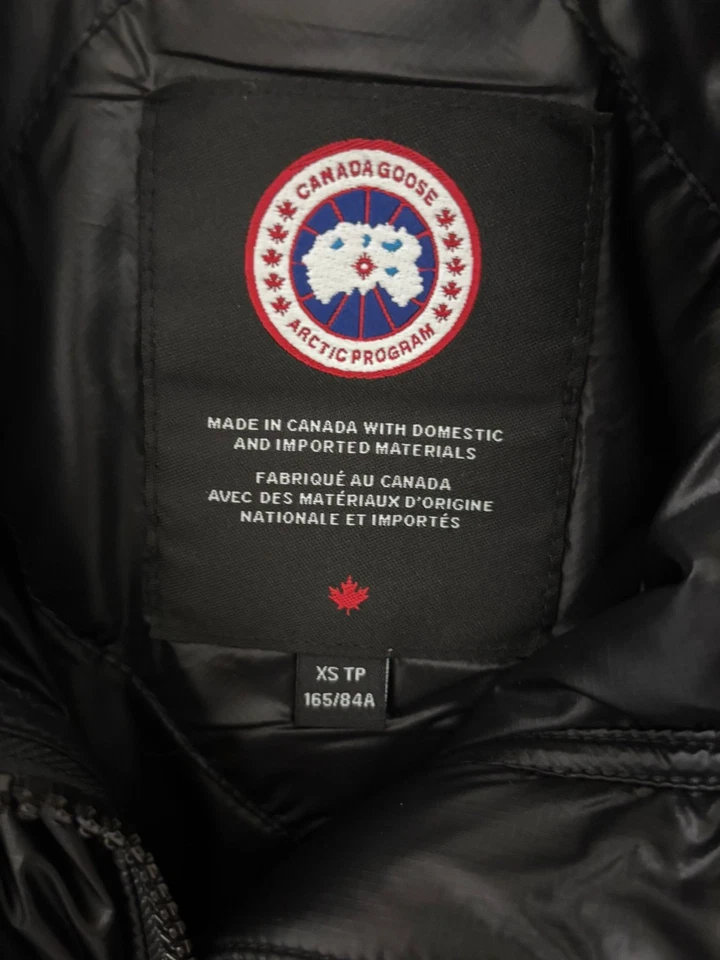 CANADA GOOSE
ARCTIC PROGRAM
MADE IN CANADA WITH DOMESTIC
AND IMPORTED MATERIALS
FABRIQUÉ AU CANADA
AVEC DES MATÉRIAUX D'ORIGINE
NATIONALE ET IMPORTÉS
XS TP
165/84A